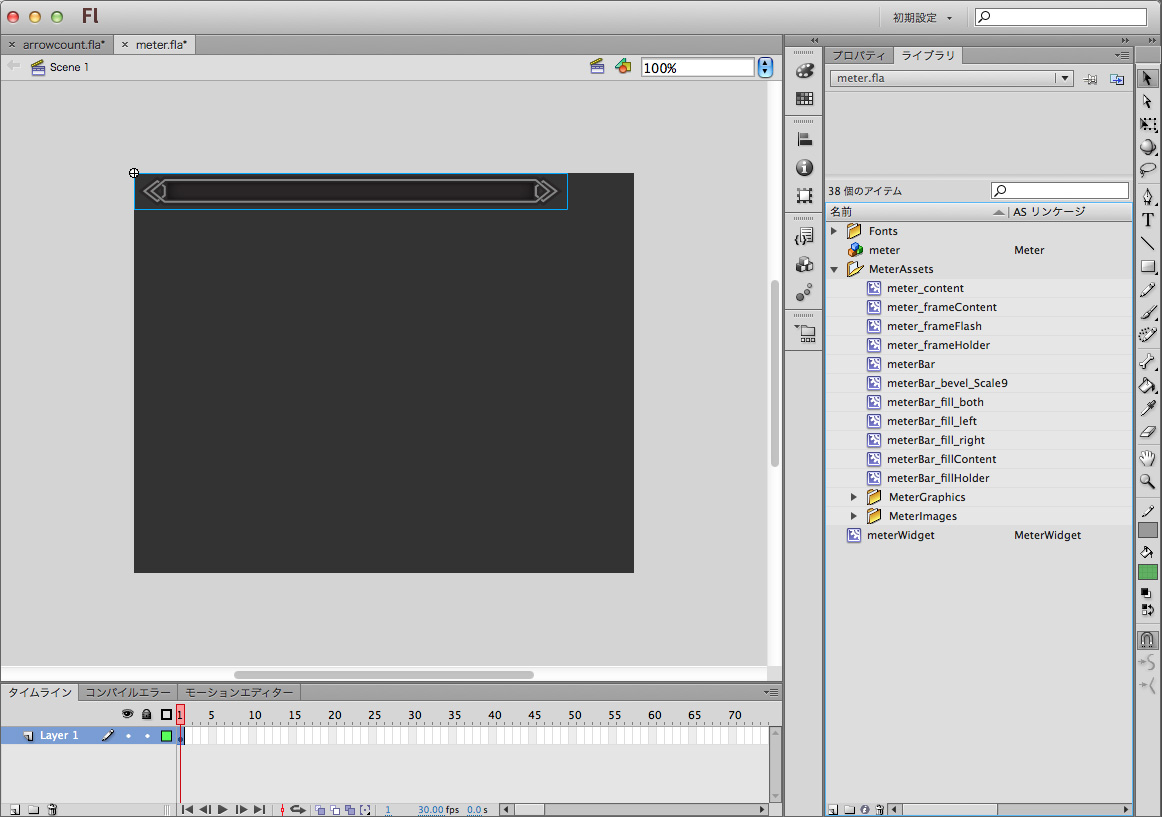 Fl
初期設定
arrowcount.fla*
meter.fla*
Scene 1
100%
プロパティ
ライブラリ
meter.fla
38 個のアイテム
名前
AS リンケージ
Fonts
meter Meter
MeterAssets
meter_content
meter_frameContent
meter_frameFlash
meter_frameHolder
meterBar
meterBar_bevel_Scale9
meterBar_fill_both
meterBar_fill_left
meterBar_fill_right
meterBar_fillContent
meterBar_fillHolder
MeterGraphics
MeterImages
meterWidget MeterWidget
タイムライン
コンパイルエラー
モーションエディター
1 5 10 15 20 25 30 35 40 45 50 55 60 65 70
Layer 1
1 30.00 fps 0.0 s